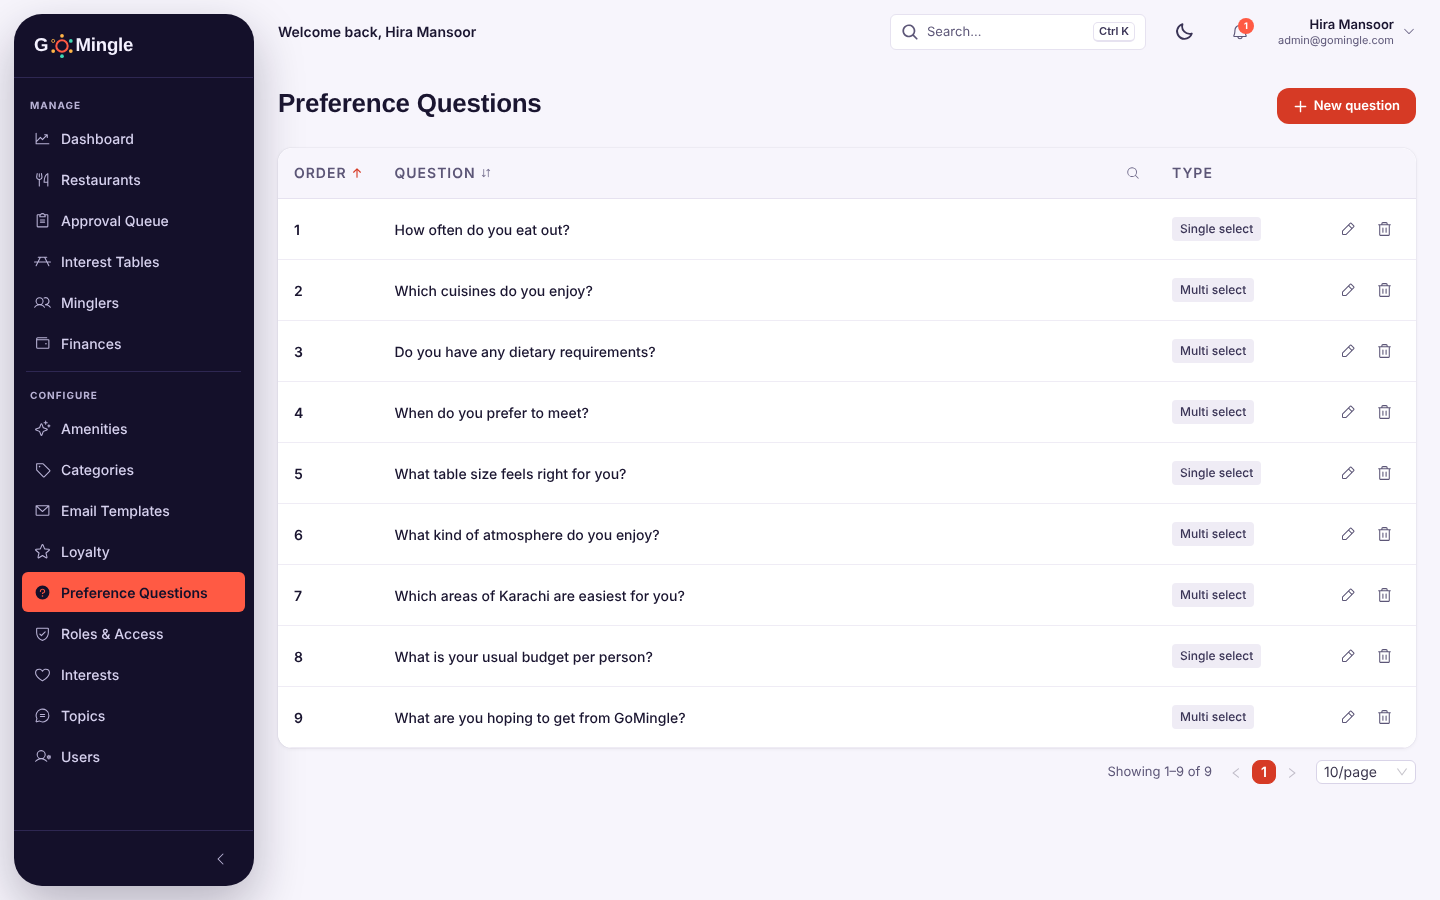 GoMingle
Welcome back, Hira Mansoor
Search...
Ctrl K
1
Hira Mansoor
admin@gomingle.com
MANAGE
Dashboard
Restaurants
Approval Queue
Interest Tables
Minglers
Finances
CONFIGURE
Amenities
Categories
Email Templates
Loyalty
Preference Questions
Roles & Access
Interests
Topics
Users
Preference Questions
New question
ORDER QUESTION TYPE
1 How often do you eat out? Single select
2 Which cuisines do you enjoy? Multi select
3 Do you have any dietary requirements? Multi select
4 When do you prefer to meet? Multi select
5 What table size feels right for you? Single select
6 What kind of atmosphere do you enjoy? Multi select
7 Which areas of Karachi are easiest for you? Multi select
8 What is your usual budget per person? Single select
9 What are you hoping to get from GoMingle? Multi select
Showing 1–9 of 9 1 10/page